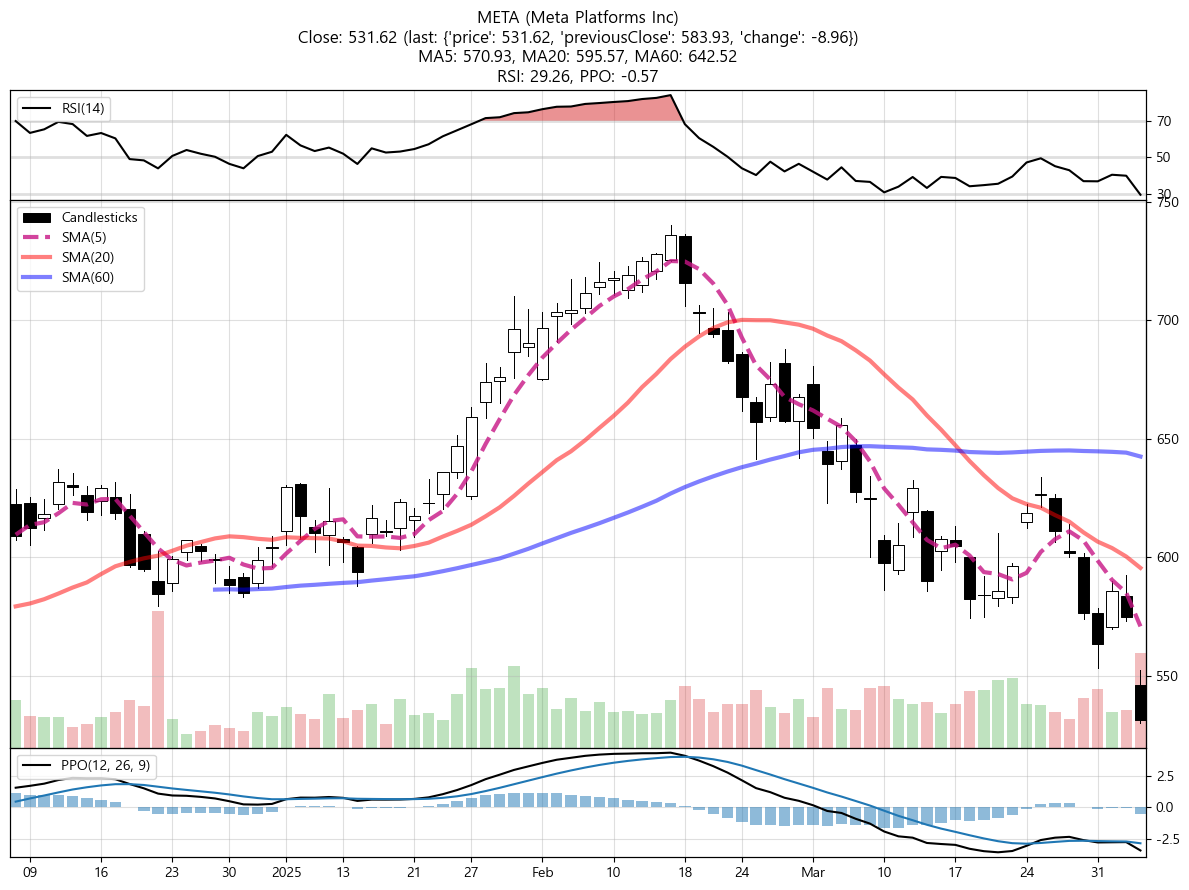 META (Meta Platforms Inc)
Close: 531.62 (last: {'price': 531.62, 'previousClose': 583.93, 'change': -8.96})
MA5: 570.93, MA20: 595.57, MA60: 642.52
RSI: 29.26, PPO: -0.57
RSI(14)
70
50
30
750
Candlesticks
SMA(5)
SMA(20)
SMA(60)
700
650
600
550
PPO(12, 26, 9)
2.5
0.0
-2.5
09 16 23 30 2025 13 21 27 Feb 10 18 24 Mar 10 17 24 31